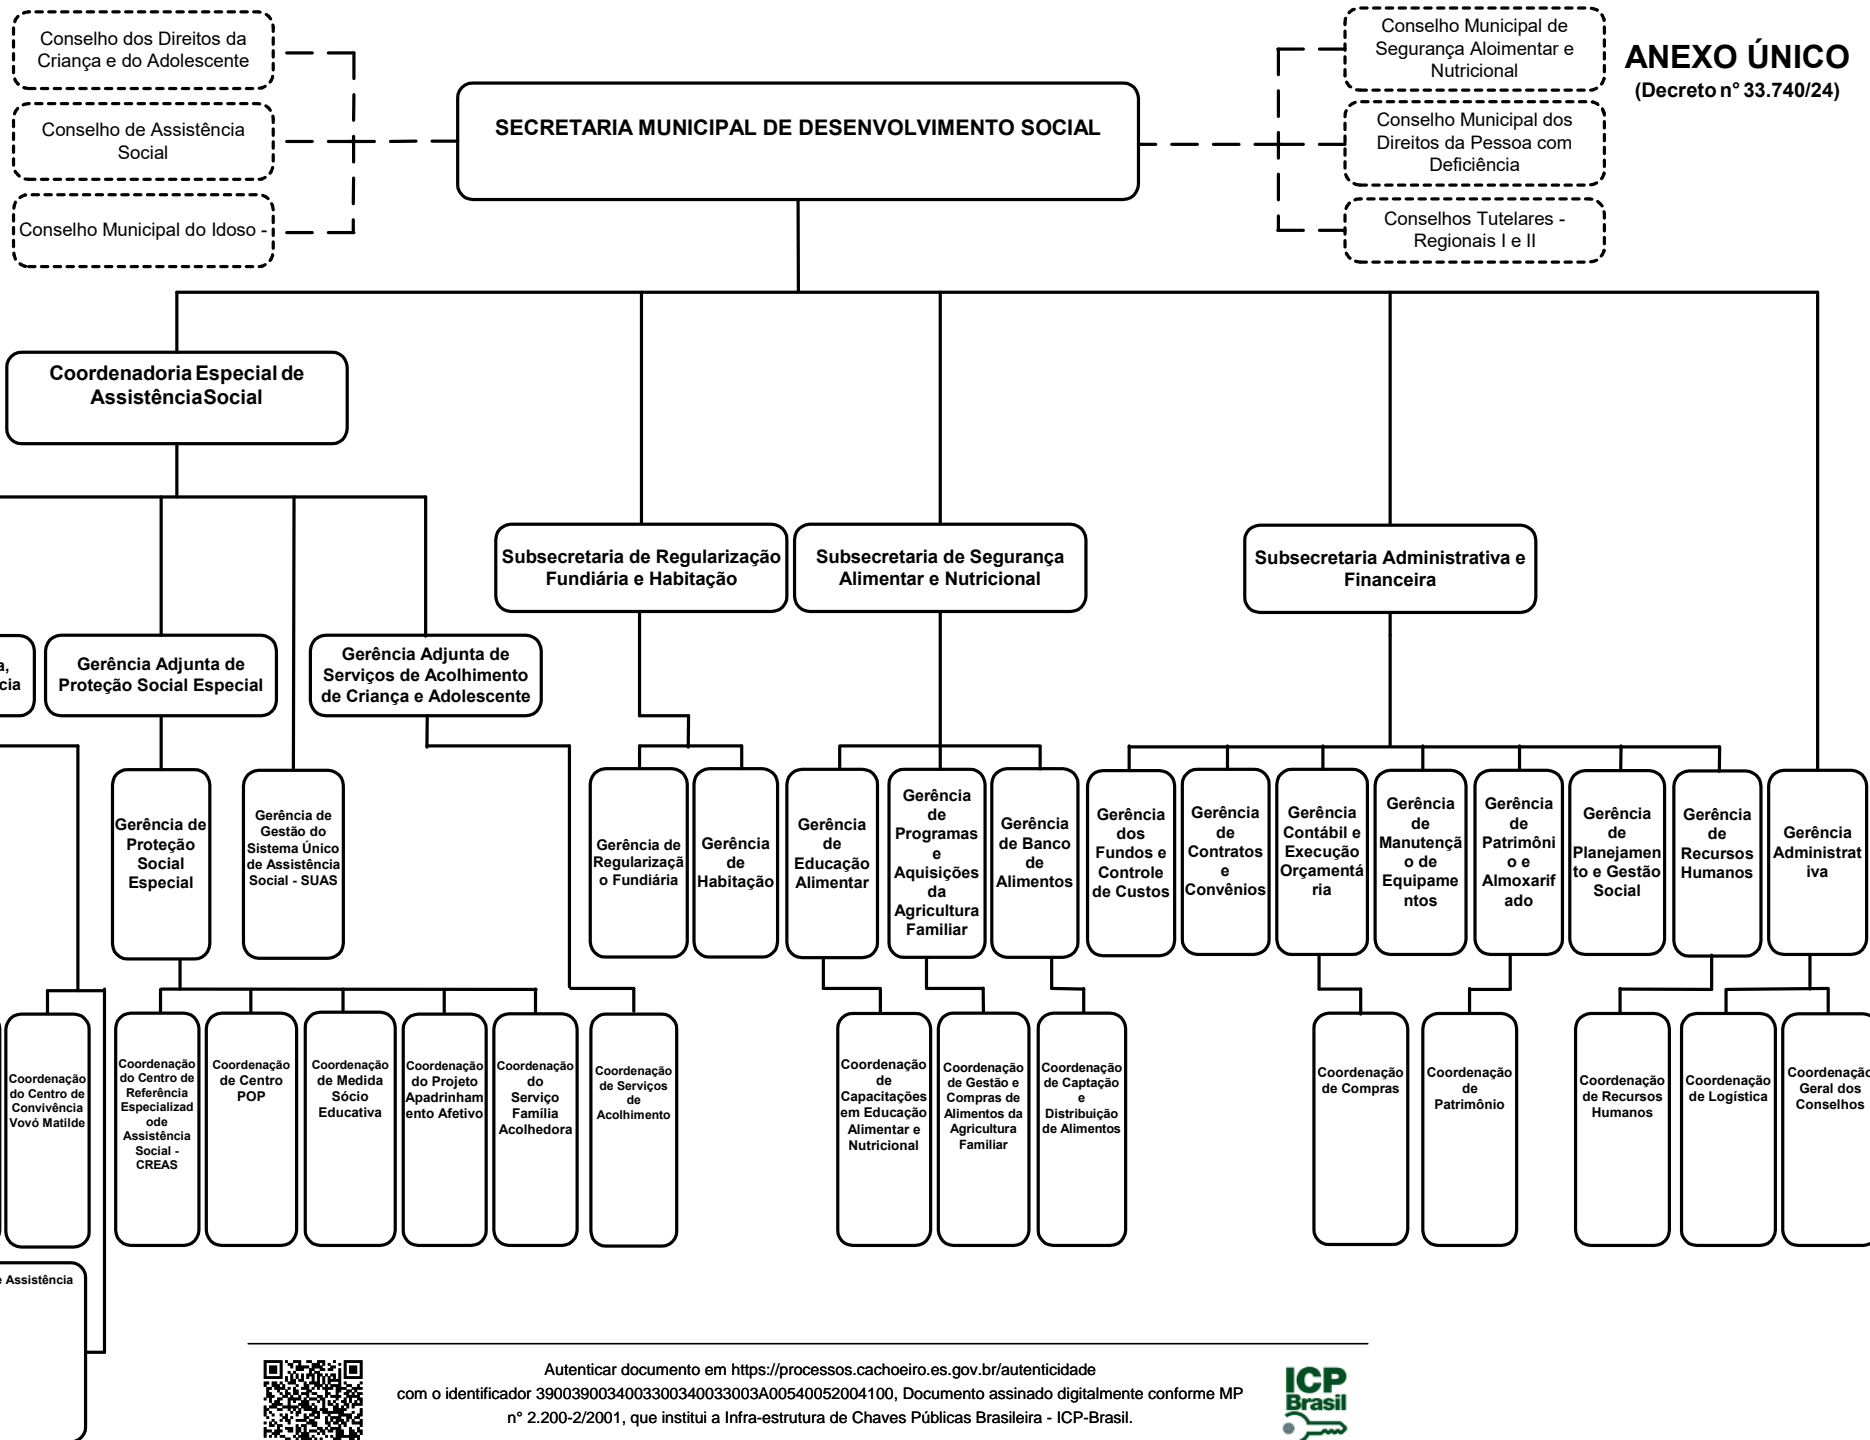 Conselho dos Direitos da
Criança e do Adolescente
Conselho de Assistência
Social
Conselho Municipal do Idoso -
SECRETARIA MUNICIPAL DE DESENVOLVIMENTO SOCIAL
Conselho Municipal de
Segurança Aloimentar e
Nutricional
Conselho Municipal dos
Direitos da Pessoa com
Deficiência
Conselhos Tutelares -
Regionais I e II
ANEXO ÚNICO
(Decreto n° 33.740/24)
Coordenadoria Especial de
Assistência Social
Subsecretaria de Regularização
Fundiária e Habitação
Subsecretaria de Segurança
Alimentar e Nutricional
Subsecretaria Administrativa e
Financeira
a,
cia
Gerência Adjunta de
Proteção Social Especial
Gerência Adjunta de
Serviços de Acolhimento
de Criança e Adolescente
Gerência de
Proteção
Social
Especial
Gerência de
Gestão do
Sistema Único
de Assistência
Social - SUAS
Gerência de
Regularizaçã
o Fundiária
Gerência
de
Habitação
Gerência
de
Educação
Alimentar
Gerência
de
Programas
e
Aquisições
da
Agricultura
Familiar
Gerência
de Banco
de
Alimentos
Gerência
dos
Fundos e
Controle
de Custos
Gerência
de
Contratos
e
Convênios
Gerência
Contábil e
Execução
Orçamentá
ria
Gerência
de
Manutençã
o de
Equipame
ntos
Gerência
de
Patrimôni
o e
Almoxarif
ado
Gerência
de
Planejamen
to e Gestão
Social
Gerência
de
Recursos
Humanos
Gerência
Administrat
iva
Coordenação
do Centro de
Convivência
Vovó Matilde
Coordenação
do Centro de
Referência
Especializad
ode
Assistência
Social -
CREAS
Coordenação
de Centro
POP
Coordenação
de Medida
Sócio
Educativa
Coordenação
do Projeto
Apadrinham
ento Afetivo
Coordenação
do
Serviço
Família
Acolhedora
Coordenação
de Serviços
de
Acolhimento
Coordenação
de
Capacitações
em Educação
Alimentar e
Nutricional
Coordenação
de Gestão e
Compras de
Alimentos da
Agricultura
Familiar
Coordenação
de Captação
e
Distribuição
de Alimentos
Coordenação
de Compras
Coordenação
de
Patrimônio
Coordenação
de Recursos
Humanos
Coordenação
de Logística
Coordenação
Geral dos
Conselhos
e Assistência
Autenticar documento em https://processos.cachoeiro.es.gov.br/autenticidade
com o identificador 3900390034003300340033003A00540052004100, Documento assinado digitalmente conforme MP
n° 2.200-2/2001, que institui a Infra-estrutura de Chaves Públicas Brasileira - ICP-Brasil.
ICP
Brasil